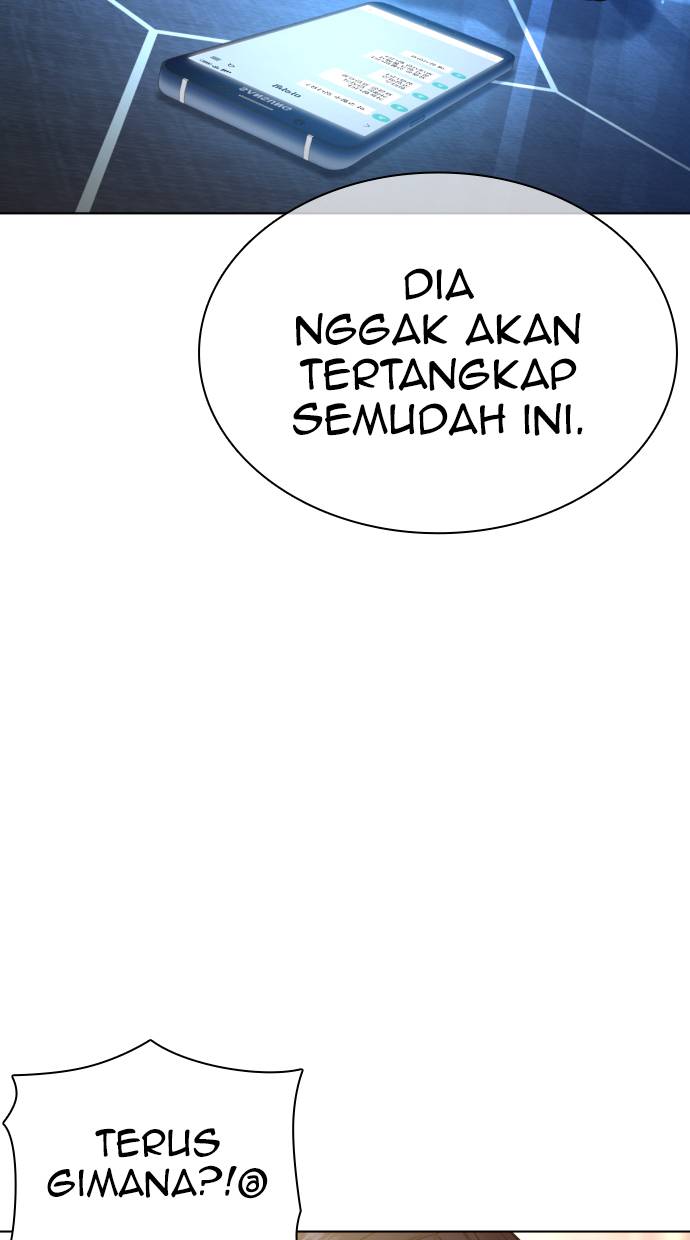 DIA
NGGAK AKAN
TERTANGKAP
SEMUDAH INI.
TERUS
GIMANA?!@